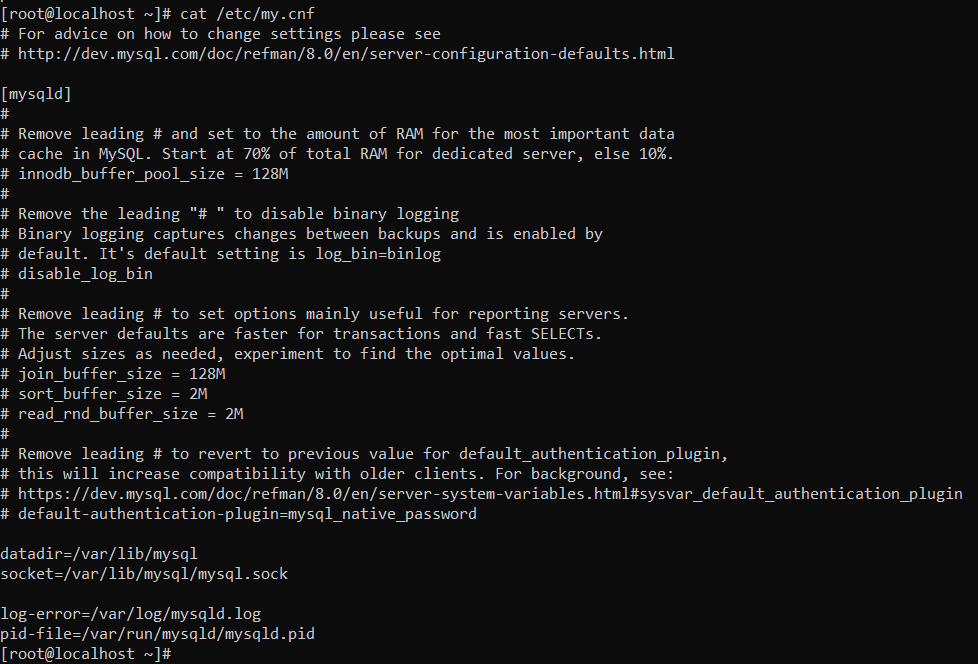 [root@localhost ~]# cat /etc/my.cnf
# For advice on how to change settings please see
# http://dev.mysql.com/doc/refman/8.0/en/server-configuration-defaults.html

[mysqld]
#
# Remove leading # and set to the amount of RAM for the most important data
# cache in MySQL. Start at 70% of total RAM for dedicated server, else 10%.
# innodb_buffer_pool_size = 128M
#
# Remove the leading "# " to disable binary logging
# Binary logging captures changes between backups and is enabled by
# default. It's default setting is log_bin=binlog
# disable_log_bin
#
# Remove leading # to set options mainly useful for reporting servers.
# The server defaults are faster for transactions and fast SELECTs.
# Adjust sizes as needed, experiment to find the optimal values.
# join_buffer_size = 128M
# sort_buffer_size = 2M
# read_rnd_buffer_size = 2M
#
# Remove leading # to revert to previous value for default_authentication_plugin,
# this will increase compatibility with older clients. For background, see:
# https://dev.mysql.com/doc/refman/8.0/en/server-system-variables.html#sysvar_default_authentication_plugin
# default-authentication-plugin=mysql_native_password

datadir=/var/lib/mysql
socket=/var/lib/mysql/mysql.sock

log-error=/var/log/mysqld.log
pid-file=/var/run/mysqld/mysqld.pid
[root@localhost ~]#